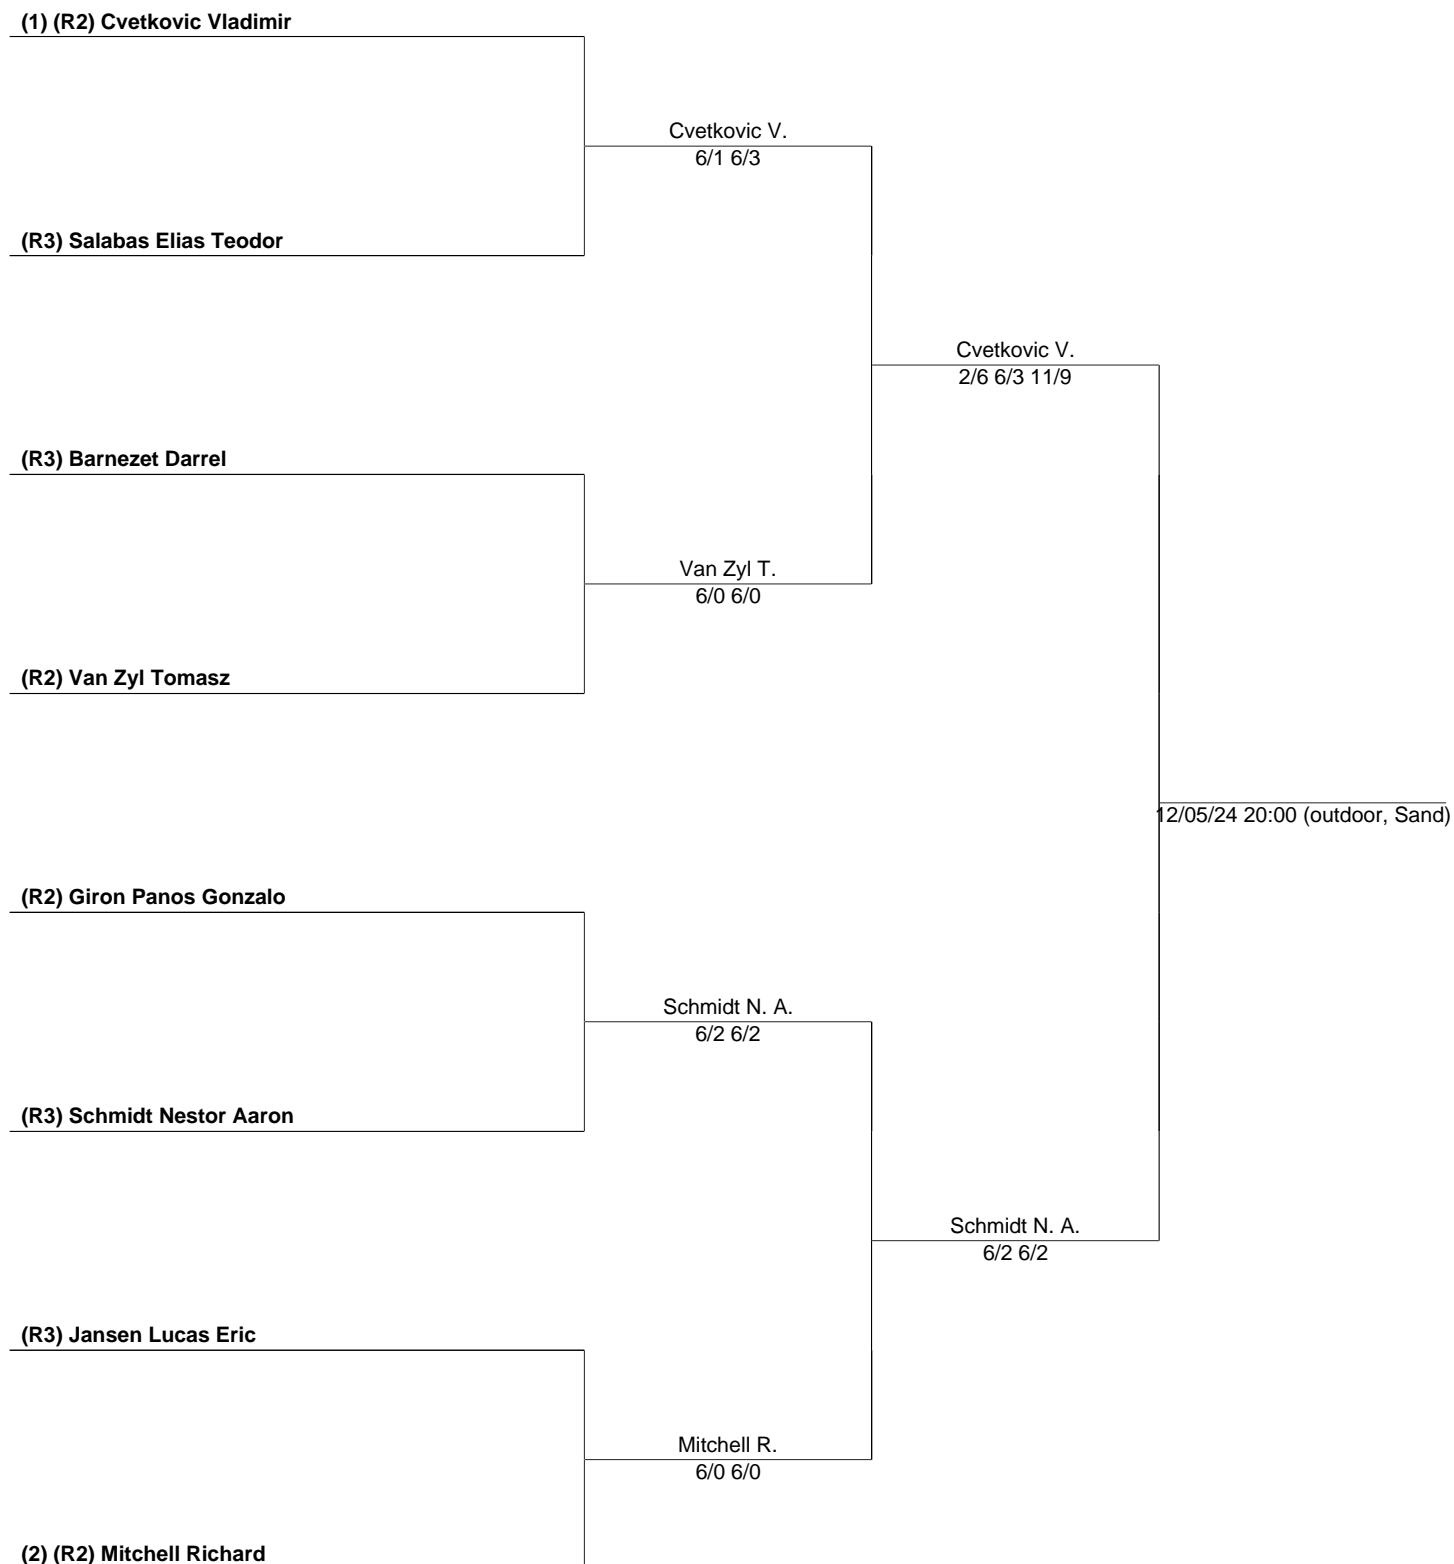 (1) (R2) Cvetkovic Vladimir
Cvetkovic V.
6/1 6/3
(R3) Salabas Elias Teodor
Cvetkovic V.
2/6 6/3 11/9
(R3) Barnezet Darrel
Van Zyl T.
6/0 6/0
(R2) Van Zyl Tomasz
12/05/24 20:00 (outdoor, Sand)
(R2) Giron Panos Gonzalo
Schmidt N. A.
6/2 6/2
(R3) Schmidt Nestor Aaron
Schmidt N. A.
6/2 6/2
(R3) Jansen Lucas Eric
Mitchell R.
6/0 6/0
(2) (R2) Mitchell Richard